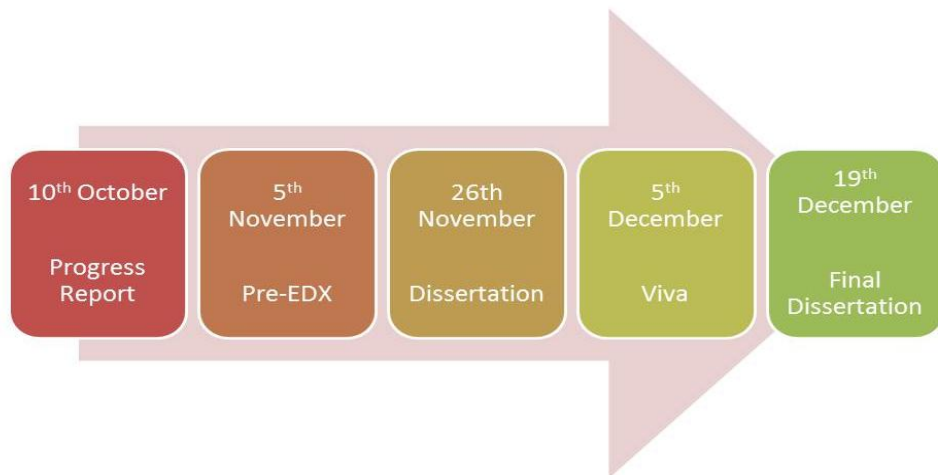 10th October
Progress
Report
5th
November
Pre-EDX
26th
November
Dissertation
5th
December
Viva
19th
December
Final
Dissertation